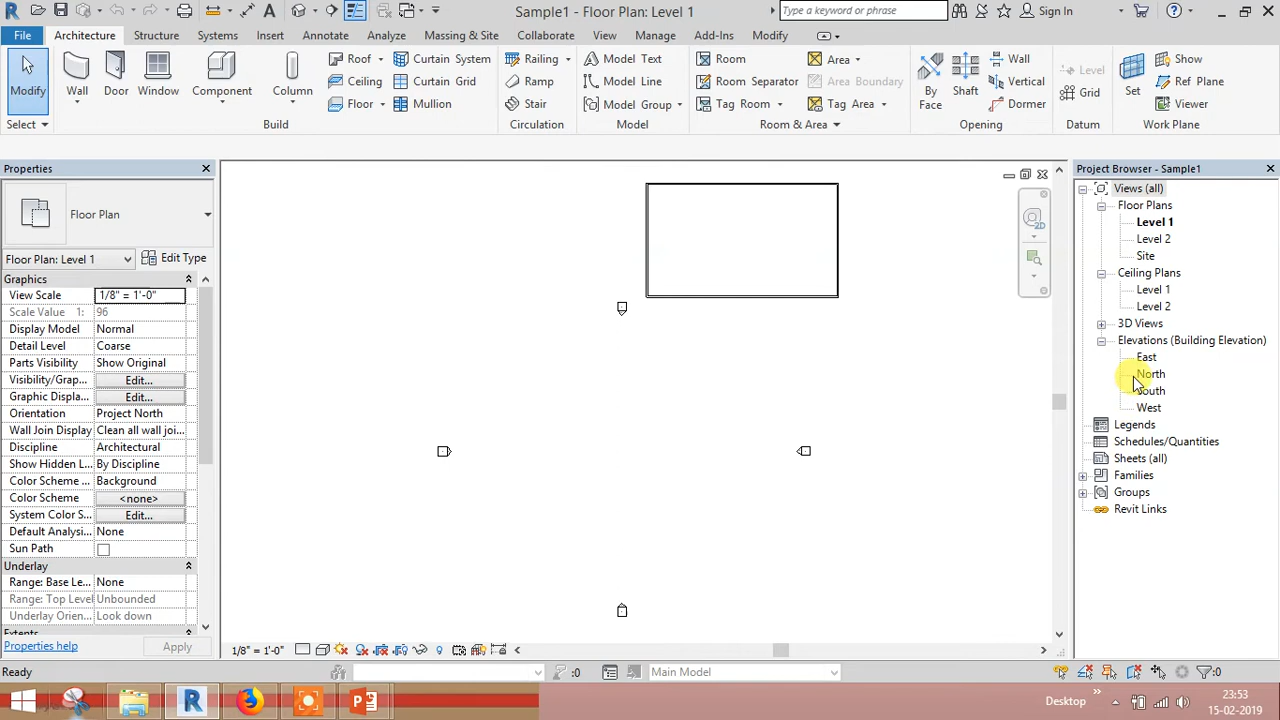 Sample1 - Floor Plan: Level 1
Type a keyword or phrase
Sign In
File Architecture Structure Systems Insert Annotate Analyze Massing & Site Collaborate View Manage Add-Ins Modify
Modify
Wall
Door
Window
Component
Column
Roof
Ceiling
Floor
Curtain System
Curtain Grid
Mullion
Railing
Ramp
Stair
Model Text
Model Line
Model Group
Room
Room Separator
Tag Room
Area
Area Boundary
Tag Area
By Face
Shaft
Wall
Vertical
Dormer
Level
Grid
Set
Show
Ref Plane
Viewer
Select
Build
Circulation
Model
Room & Area
Opening
Datum
Work Plane
Properties
Floor Plan
Floor Plan: Level 1
Edit Type
Graphics
View Scale 1/8" = 1'-0"
Scale Value 1: 96
Display Model Normal
Detail Level Coarse
Parts Visibility Show Original
Visibility/Grap... Edit...
Graphic Displa... Edit...
Orientation Project North
Wall Join Display Clean all wall joi...
Discipline Architectural
Show Hidden L... By Discipline
Color Scheme ... Background
Color Scheme <none>
System Color S... Edit...
Default Analysi... None
Sun Path
Underlay
Range: Base Le... None
Range: Top Level Unbounded
Underlay Orien... Look down
Extents
Properties help
Apply
2D
Project Browser - Sample1
Views (all)
Floor Plans
Level 1
Level 2
Site
Ceiling Plans
Level 1
Level 2
3D Views
Elevations (Building Elevation)
East
North
South
West
Legends
Schedules/Quantities
Sheets (all)
Families
Groups
Revit Links
1/8" = 1'-0"
Ready
:0
Main Model
:0
Desktop
23:53
15-02-2019